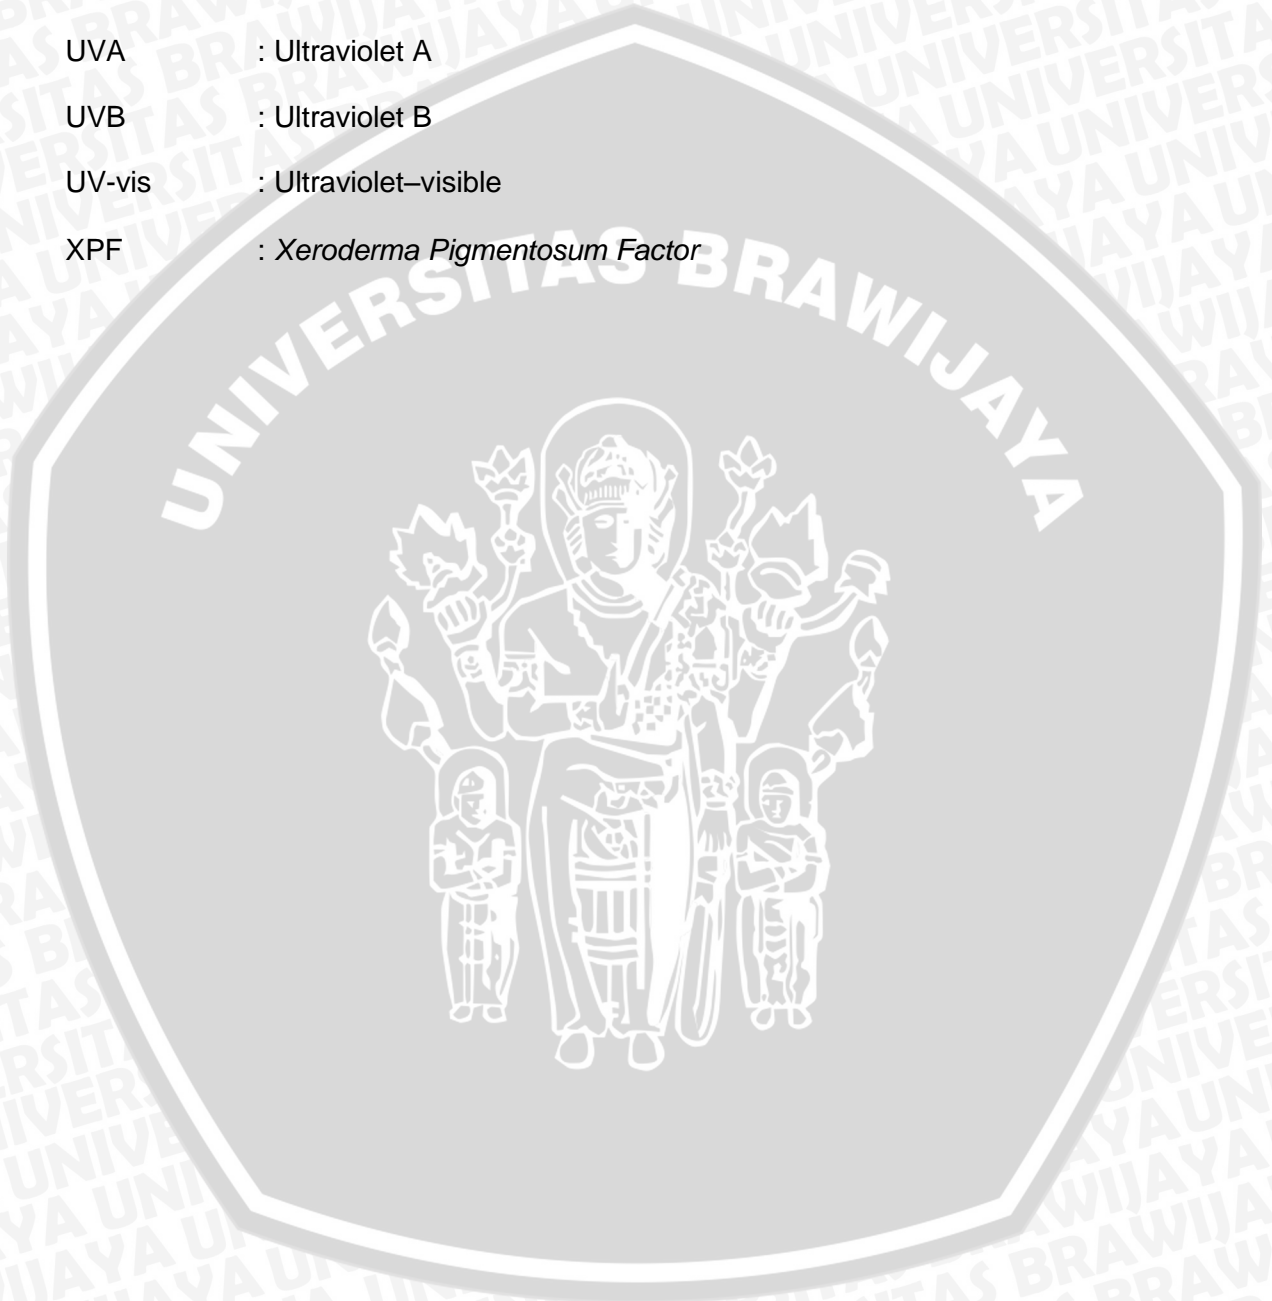 UVA : Ultraviolet A
UVB : Ultraviolet B
UV-vis : Ultraviolet–visible
XPF : Xeroderma Pigmentosum Factor
UNIVERSITAS BRAWIJAYA